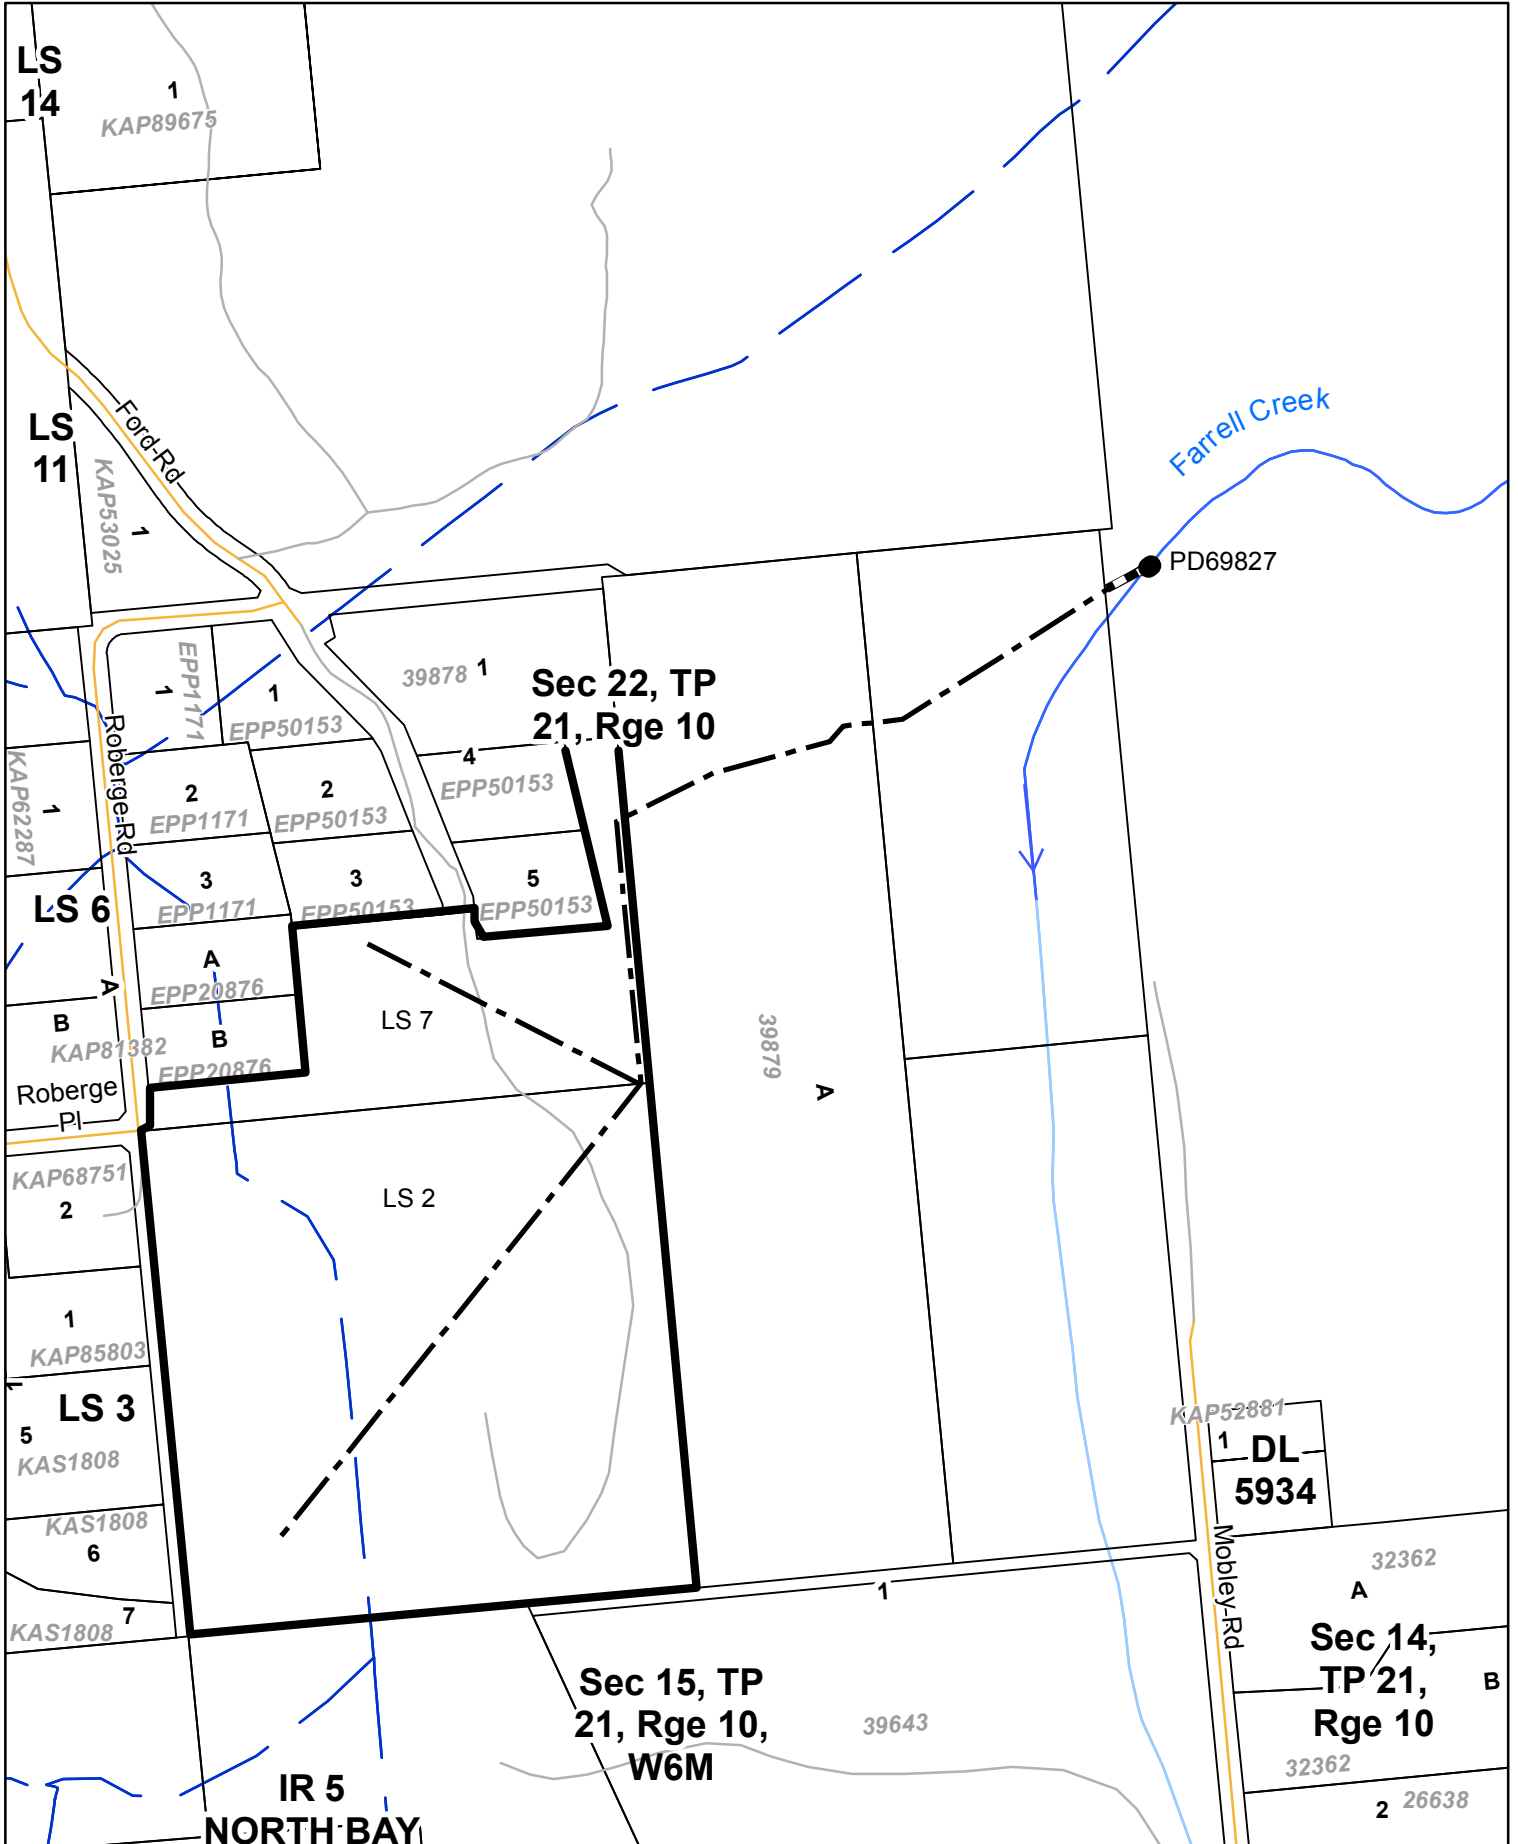 LS
14
1
KAP89675
Farrell Creek
Ford Rd
LS
11
KAP53025
1
PD69827
EPP1171
1
1
EPP50153
39878 1
Sec 22, TP
21, Rge 10
Roberge Rd
KAP62287
1
2
EPP1171
2
EPP50153
4
EPP50153
3
EPP1171
3
EPP50153
5
EPP50153
LS 6
A
A
EPP20876
B
KAP81382
B
EPP20876
LS 7
39879
A
Roberge
Pl
KAP68751
2
LS 2
1
KAP85803
1
LS 3
5
KAS1808
KAP52881
1
DL
5934
KAS1808
6
7
KAS1808
1
Mobley Rd
32362
A
Sec 14,
TP 21,
Rge 10
B
32362
2 26638
Sec 15, TP
21, Rge 10,
W6M
39643
IR 5
NORTH BAY